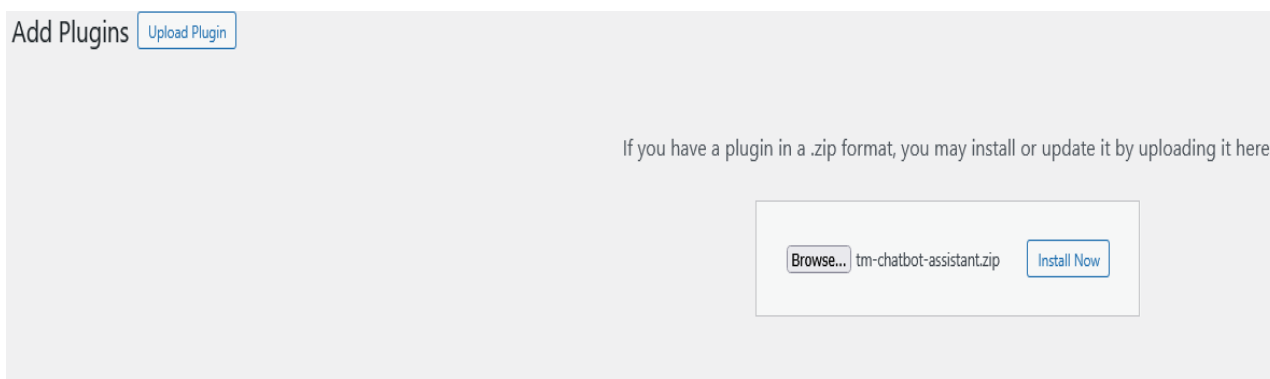 Add Plugins Upload Plugin
If you have a plugin in a .zip format, you may install or update it by uploading it here
Browse... tm-chatbot-assistant.zip Install Now